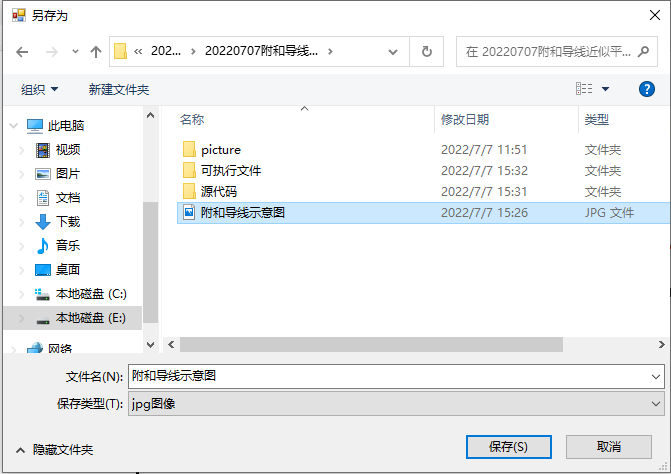 另存为
« 202... › 20220707附和导线... ›
在 20220707附和导线近似平...
组织
新建文件夹
?
此电脑
视频
图片
文档
下载
音乐
桌面
本地磁盘 (C:)
本地磁盘 (E:)
网络
名称 修改日期 类型
picture 2022/7/7 11:51 文件夹
可执行文件 2022/7/7 15:32 文件夹
源代码 2022/7/7 15:31 文件夹
附和导线示意图 2022/7/7 15:26 JPG 文件
文件名(N): 附和导线示意图
保存类型(T): jpg图像
隐藏文件夹
保存(S)
取消